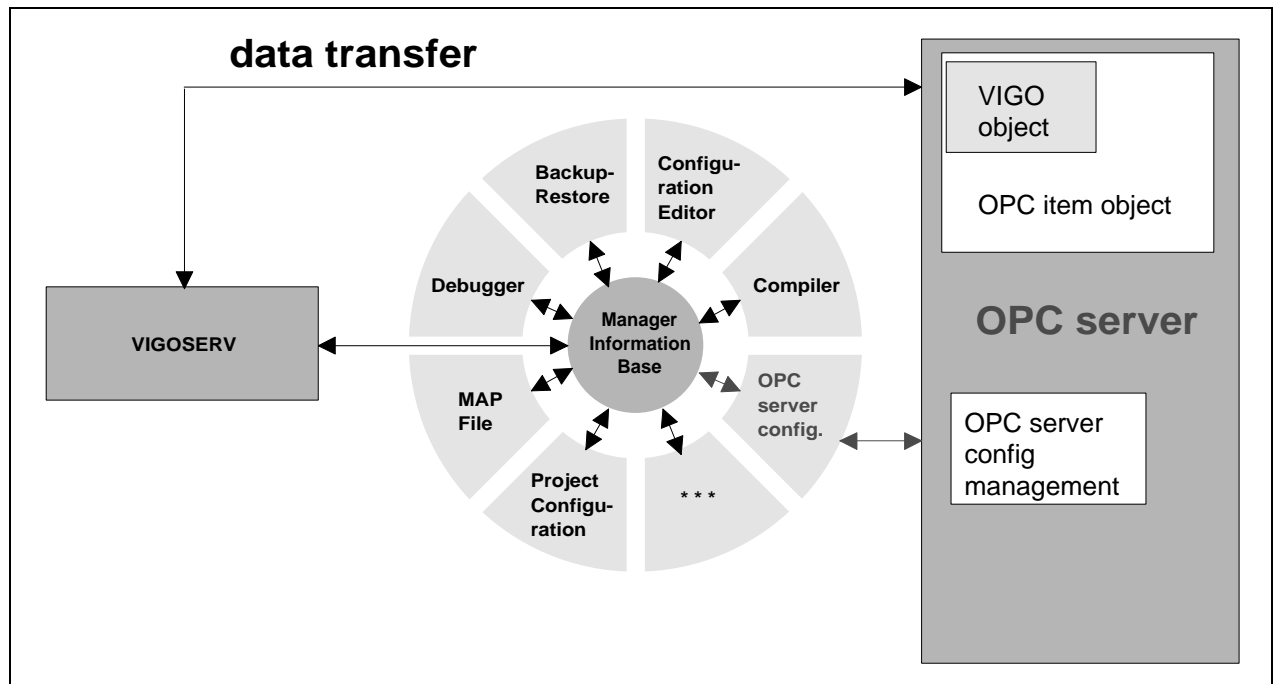 data transfer
VIGO
object
OPC item object
OPC server
OPC server
config
management
Backup-
Restore
Configu-
ration
Editor
Debugger
Compiler
Manager
Information
Base
VIGOSERV
MAP
File
OPC
server
config.
Project
Configu-
ration
* * *